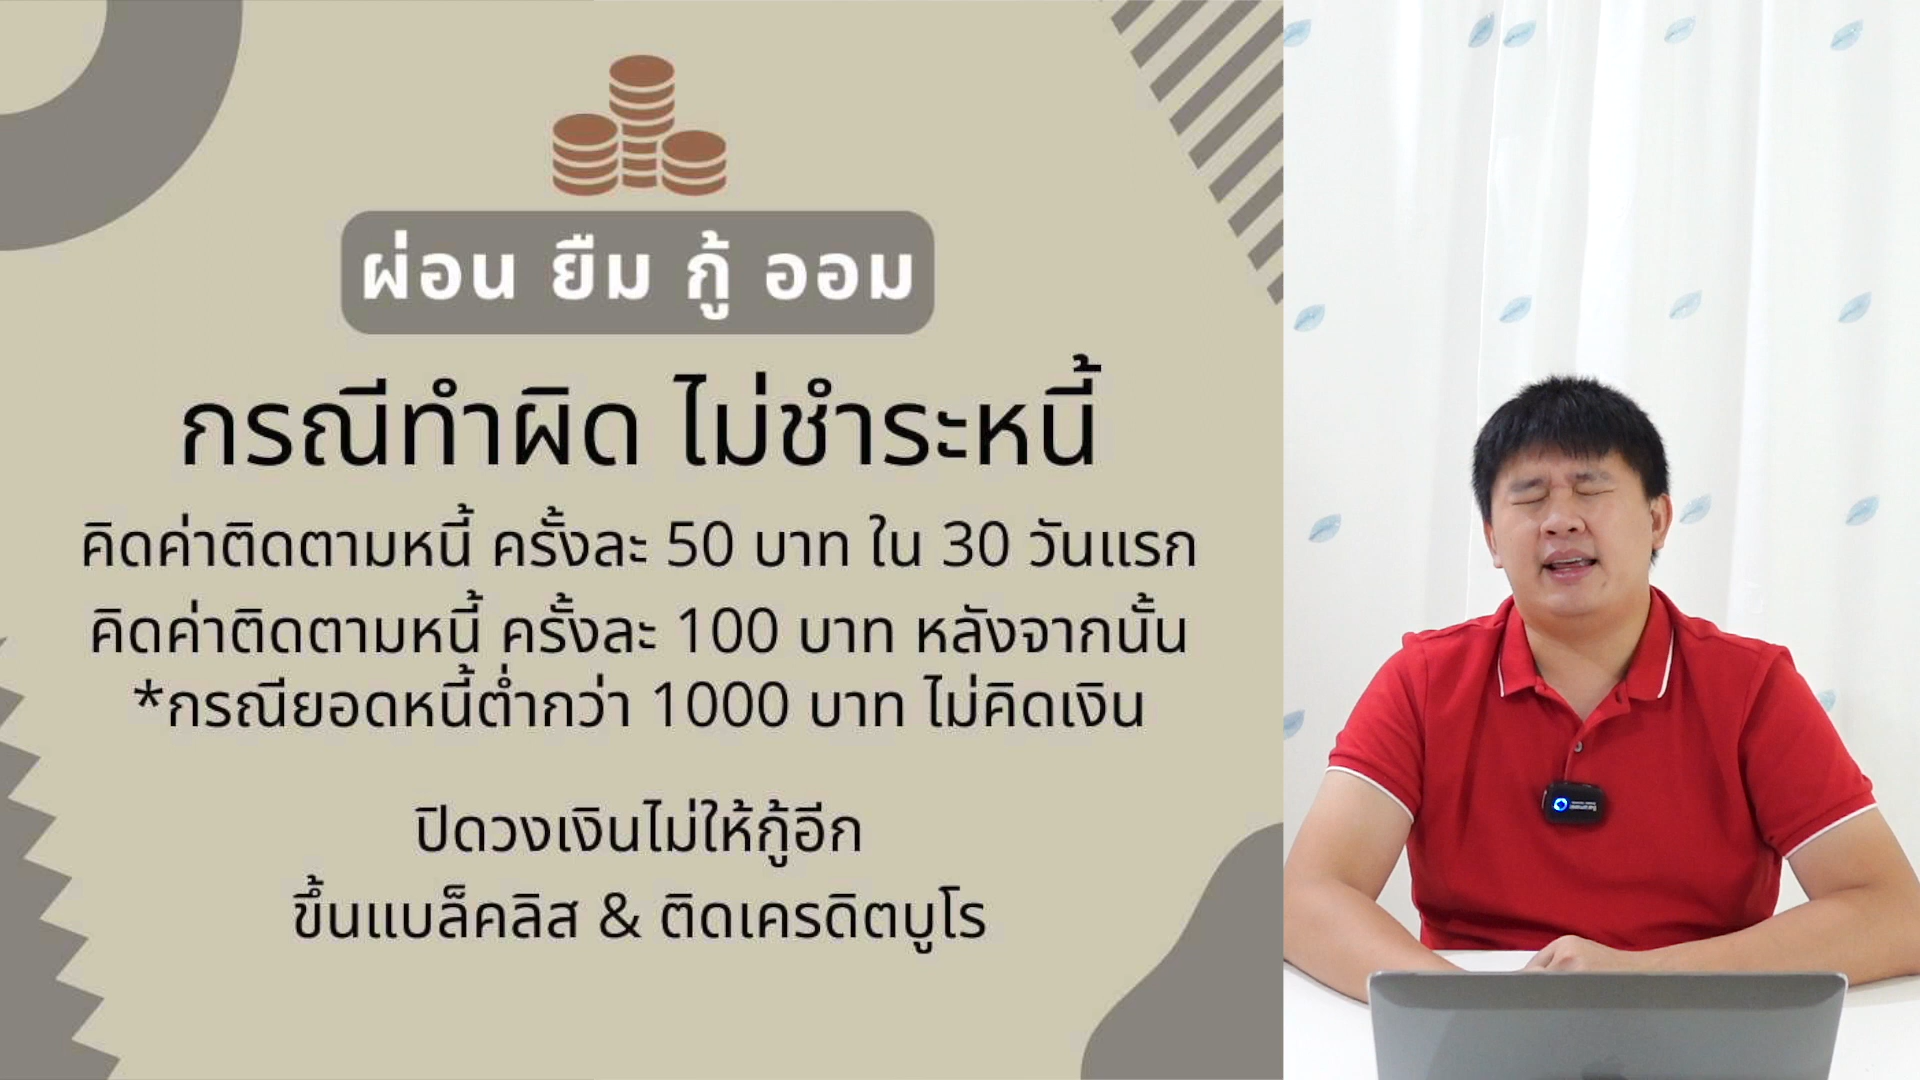 ผ่อน ยืม กู้ ออม
กรณีทำผิด ไม่ชำระหนี้
คิดค่าติดตามหนี้ ครั้งละ 50 บาท ใน 30 วันแรก
คิดค่าติดตามหนี้ ครั้งละ 100 บาท หลังจากนั้น
*กรณียอดหนี้ต่ำกว่า 1000 บาท ไม่คิดเงิน
ปิดวงเงินไม่ให้กู้อีก
ขึ้นแบล็คลิส & ติดเครดิตบูโร